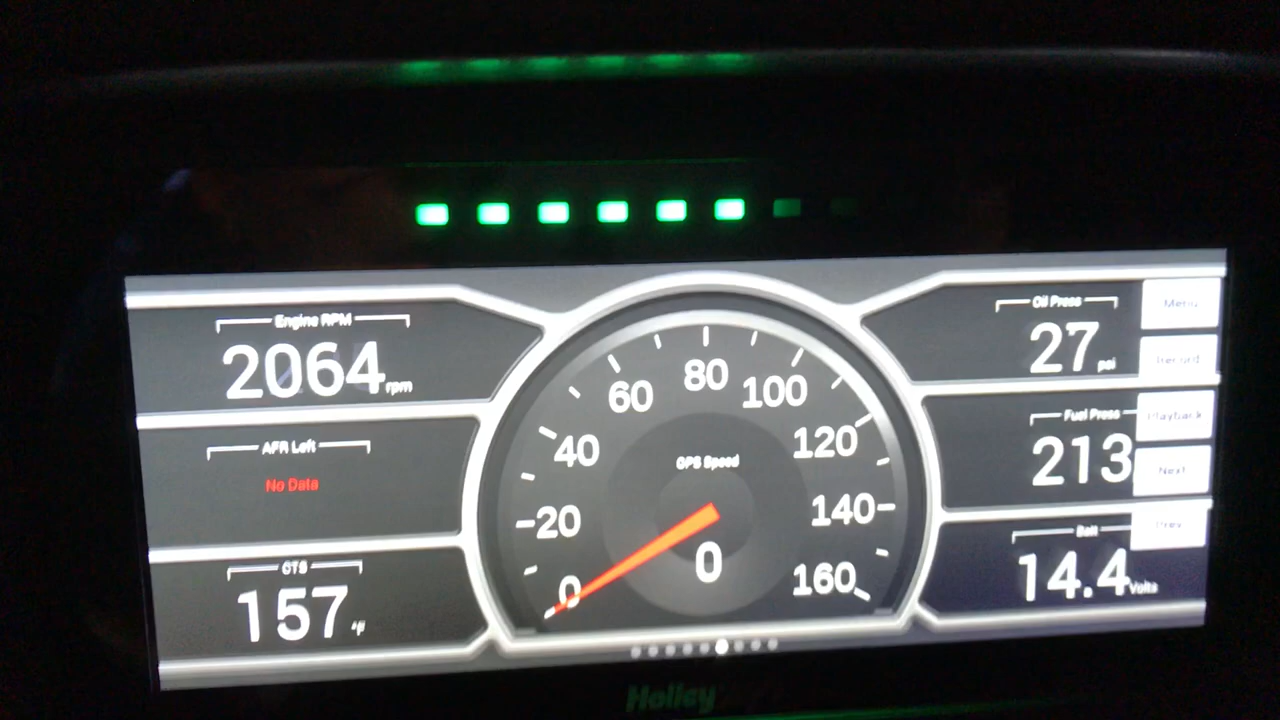 Engine RPM
2064 rpm
AFR Left
No Data
CTS
157 °F
0
20
40
60
80
100
120
140
160
GPS Speed
0
Oil Press
27 psi
Fuel Press
213
Batt
14.4 Volts
Menu
Record
Playback
Next
Prev
Holley